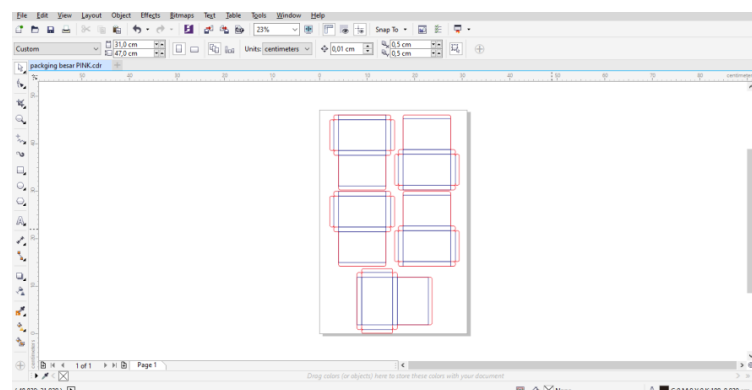 File Edit View Layout Object Effects Bitmaps Text Table Tools Window Help
23% Snap To
Custom 31,0 cm 47,0 cm Units: centimeters 0,01 cm 0,5 cm 0,5 cm
packging besar PINK.cdr
centimeters
1 of 1 Page 1
Drag colors (or objects) here to store these colors with your document